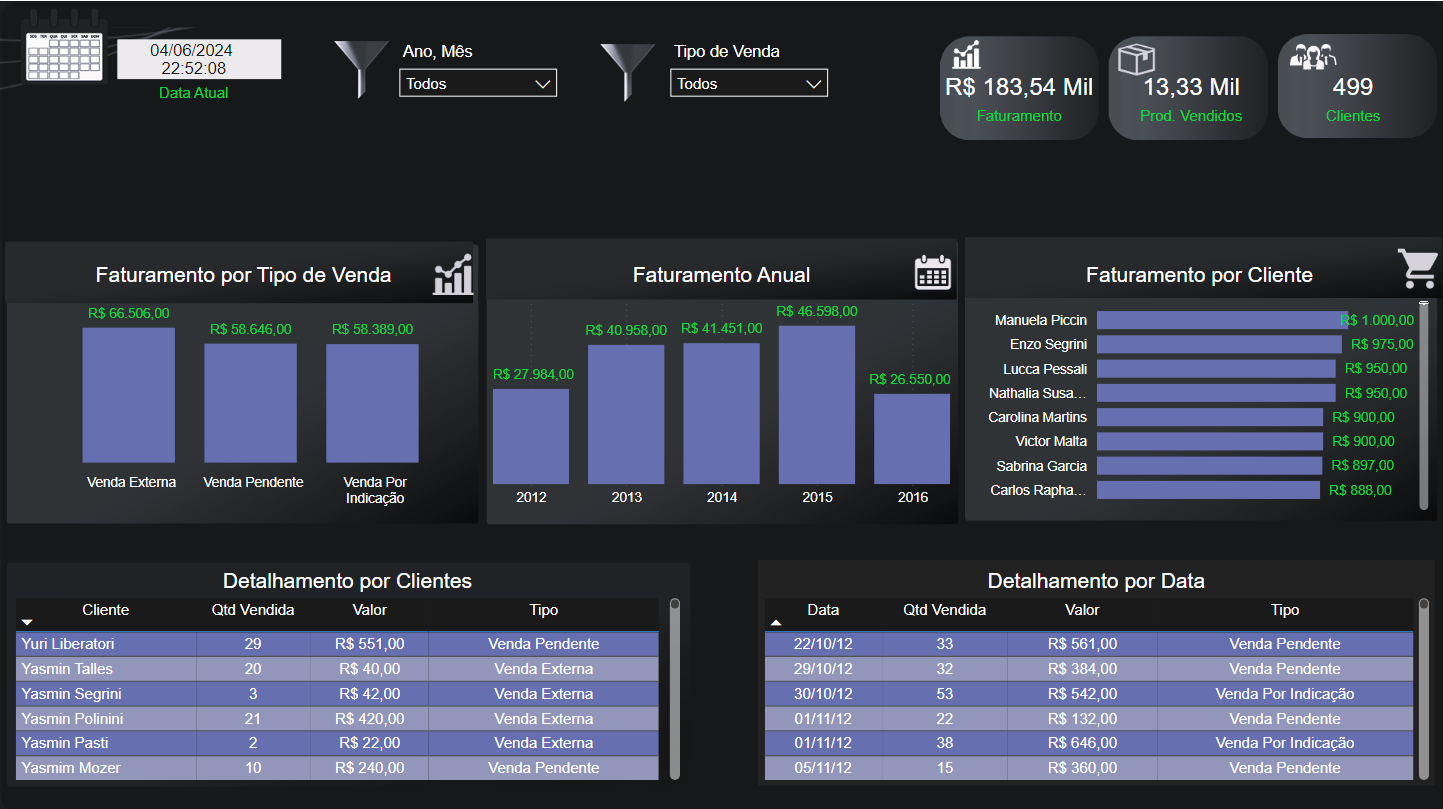 SEG TER QUA QUI SEX SAB DOM
04/06/2024
22:52:08
Data Atual
Ano, Mês
Todos
Tipo de Venda
Todos
R$ 183,54 Mil
Faturamento
13,33 Mil
Prod. Vendidos
499
Clientes
Faturamento por Tipo de Venda
R$ 66.506,00
R$ 58.646,00
R$ 58.389,00
Venda Externa
Venda Pendente
Venda Por
Indicação
Faturamento Anual
R$ 27.984,00
R$ 40.958,00
R$ 41.451,00
R$ 46.598,00
R$ 26.550,00
2012
2013
2014
2015
2016
Faturamento por Cliente
Manuela Piccin R$ 1.000,00
Enzo Segrini R$ 975,00
Lucca Pessali R$ 950,00
Nathalia Susa... R$ 950,00
Carolina Martins R$ 900,00
Victor Malta R$ 900,00
Sabrina Garcia R$ 897,00
Carlos Rapha... R$ 888,00
Detalhamento por Clientes
Cliente Qtd Vendida Valor Tipo
Yuri Liberatori 29 R$ 551,00 Venda Pendente
Yasmin Talles 20 R$ 40,00 Venda Externa
Yasmin Segrini 3 R$ 42,00 Venda Externa
Yasmin Polinini 21 R$ 420,00 Venda Externa
Yasmin Pasti 2 R$ 22,00 Venda Externa
Yasmim Mozer 10 R$ 240,00 Venda Pendente
Detalhamento por Data
Data Qtd Vendida Valor Tipo
22/10/12 33 R$ 561,00 Venda Pendente
29/10/12 32 R$ 384,00 Venda Pendente
30/10/12 53 R$ 542,00 Venda Por Indicação
01/11/12 22 R$ 132,00 Venda Pendente
01/11/12 38 R$ 646,00 Venda Por Indicação
05/11/12 15 R$ 360,00 Venda Pendente